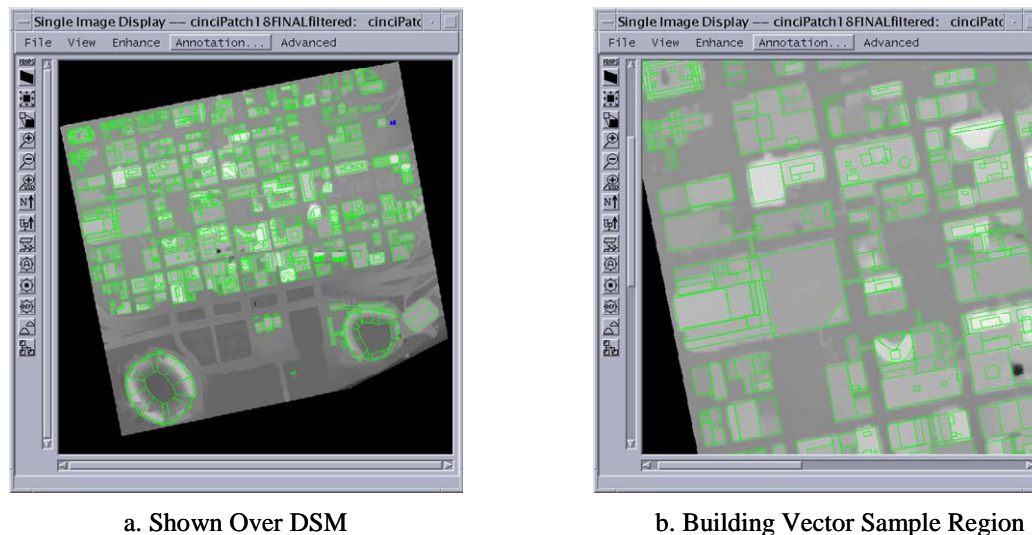 Single Image Display -- cinciPatch18FINALfiltered: cinciPatc
File View Enhance Annotation... Advanced
a. Shown Over DSM
Single Image Display -- cinciPatch18FINALfiltered: cinciPatc
File View Enhance Annotation... Advanced
b. Building Vector Sample Region